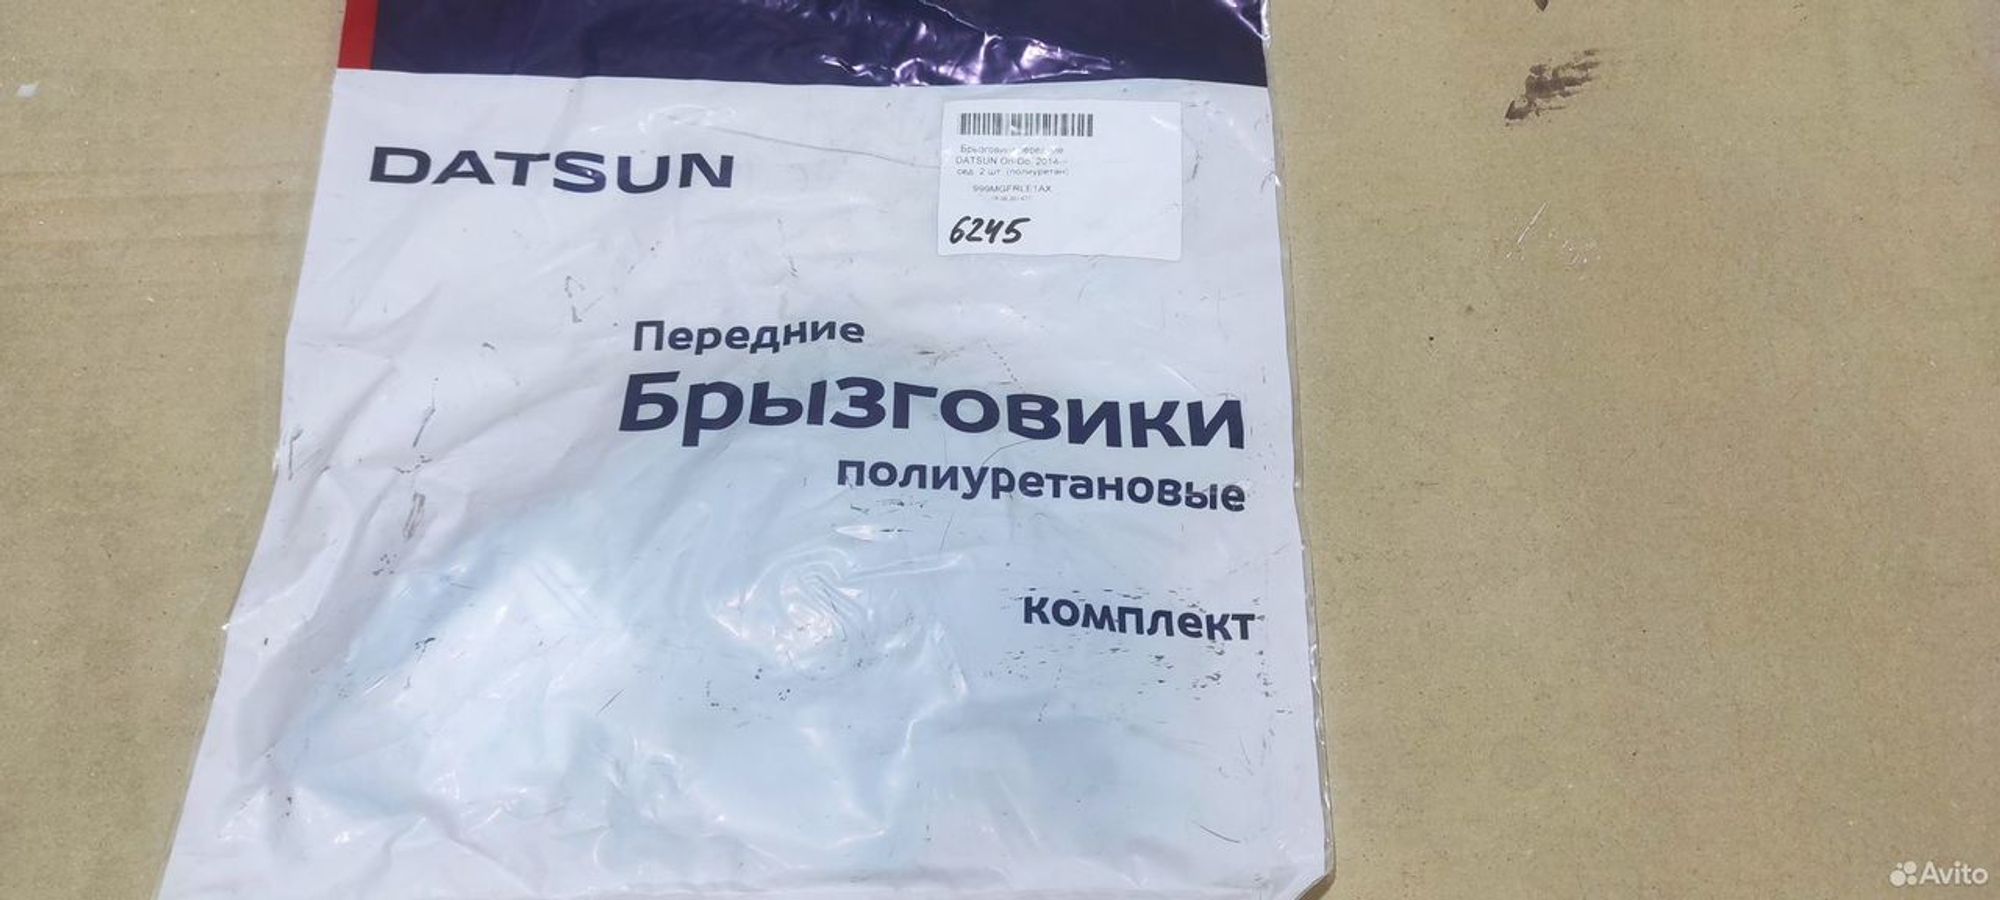 DATSUN
Брызговики передние
DATSUN On-Do, 2014->
сед. 2 шт. (полиуретан)
999MGFRLE1AX
6245
Передние
Брызговики
полиуретановые
комплект
Avito